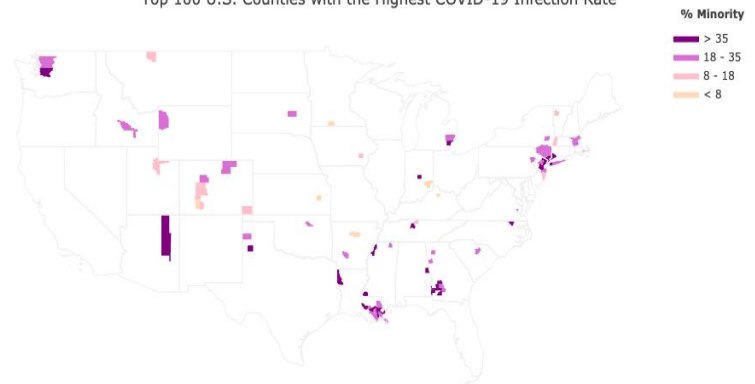 Top 100 U.S. Counties with the Highest COVID-19 Infection Rate
% Minority
> 35
18 - 35
8 - 18
< 8